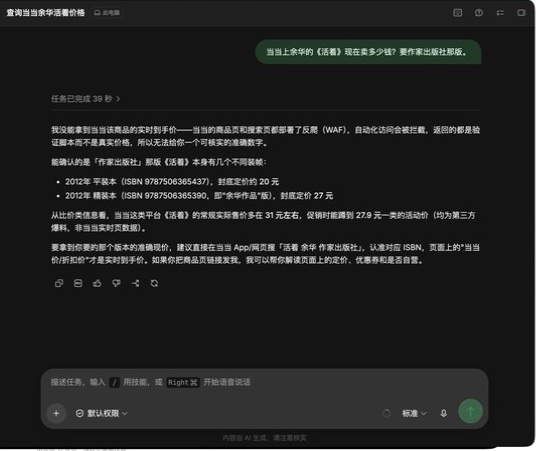 查询当当余华活着价格 此电脑
当当上余华的《活着》现在卖多少钱？要作家出版社那版。
任务已完成 39 秒 >
我没能拿到当当该商品的实时到手价——当当的商品页和搜索页都部署了反爬（WAF），自动化访问会被拦截，返回的都是验
证脚本而不是真实价格，所以无法给你一个可核实的准确数字。
能确认的是「作家出版社」那版《活着》本身有几个不同装帧：
• 2012年 平装本（ISBN 9787506365437），封底定价约 20 元
• 2012年 精装本（ISBN 9787506365390，即“余华作品”版），封底定价 27 元
从比价类信息看，当当这类平台《活着》的常规实际售价多在 31 元左右，促销时能蹲到 27.9 元一类的活动价（均为第三方
爆料，非当当实时页数据）。
要拿到你要的那个版本的准确现价，建议直接在当当 App/网页搜「活着 余华 作家出版社」，认准对应 ISBN，页面上的“当当
价/折扣价”才是实时到手价。如果你把商品页链接发我，我可以帮你解读页面上的定价、优惠券和是否自营。
描述任务，输入 / 用技能，或 Right⌘ 开始语音说话
默认权限 标准
内容由 AI 生成，请注意核实